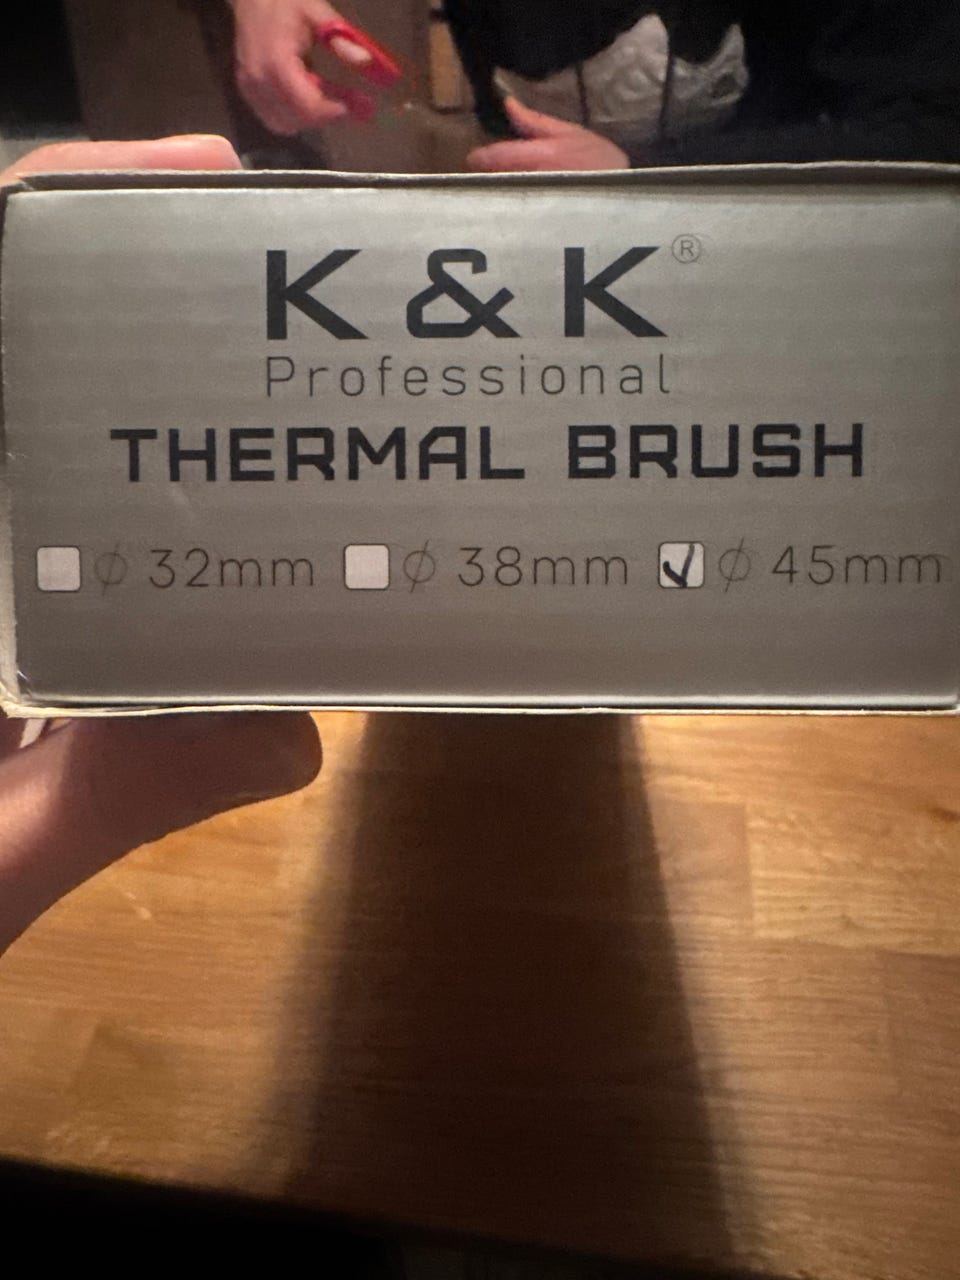 K & K®
Professional
THERMAL BRUSH
☐ ϕ 32mm ☐ ϕ 38mm ☑ ϕ 45mm